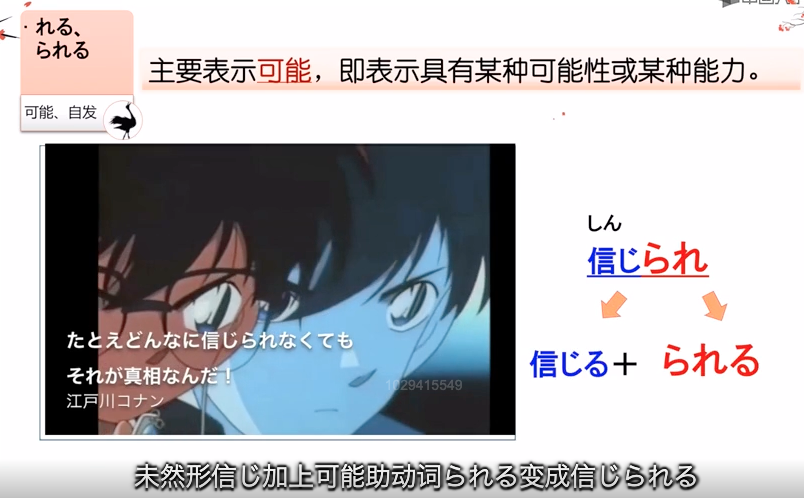 · れる、
られる
可能、自发
主要表示可能，即表示具有某种可能性或某种能力。
たとえどんなに信じられなくても
それが真相なんだ！
江戸川コナン
1029415549
しん
信じられ
信じる＋ られる
未然形信じ加上可能助动词られる变成信じられる